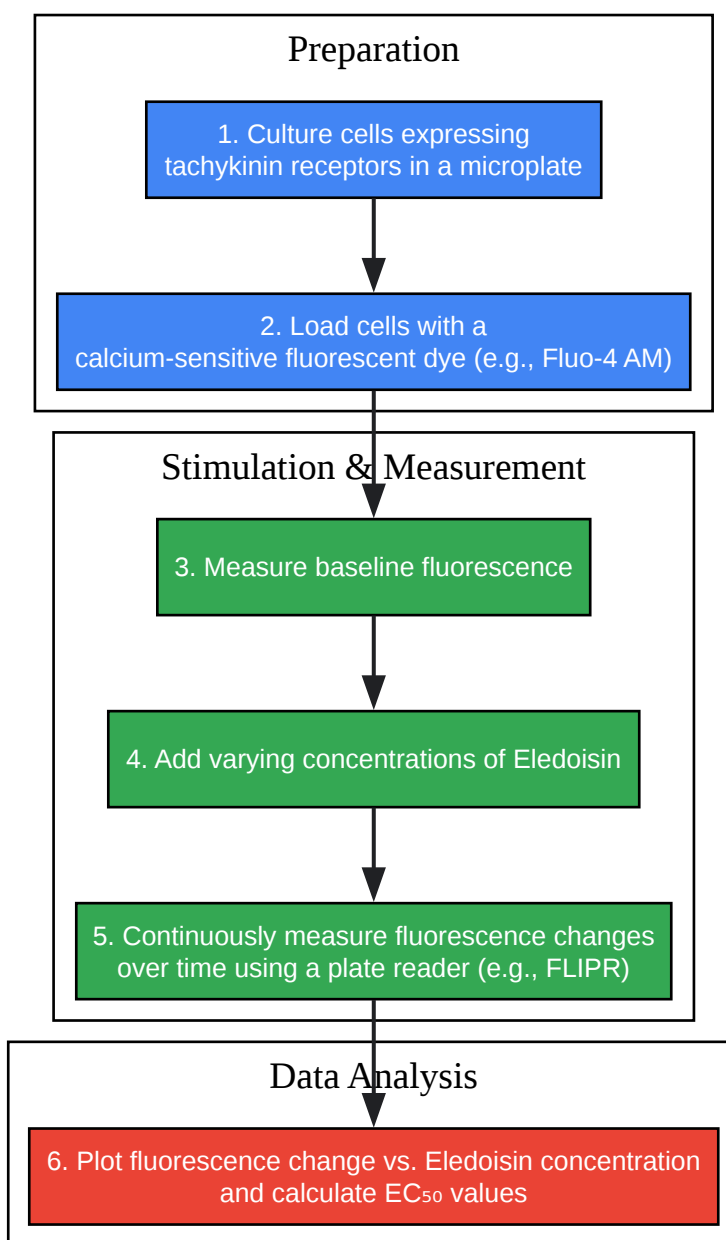 Preparation
1. Culture cells expressing
tachykinin receptors in a microplate
2. Load cells with a
calcium-sensitive fluorescent dye (e.g., Fluo-4 AM)
Stimulation & Measurement
3. Measure baseline fluorescence
4. Add varying concentrations of Eledoisin
5. Continuously measure fluorescence changes
over time using a plate reader (e.g., FLIPR)
Data Analysis
6. Plot fluorescence change vs. Eledoisin concentration
and calculate EC₅₀ values